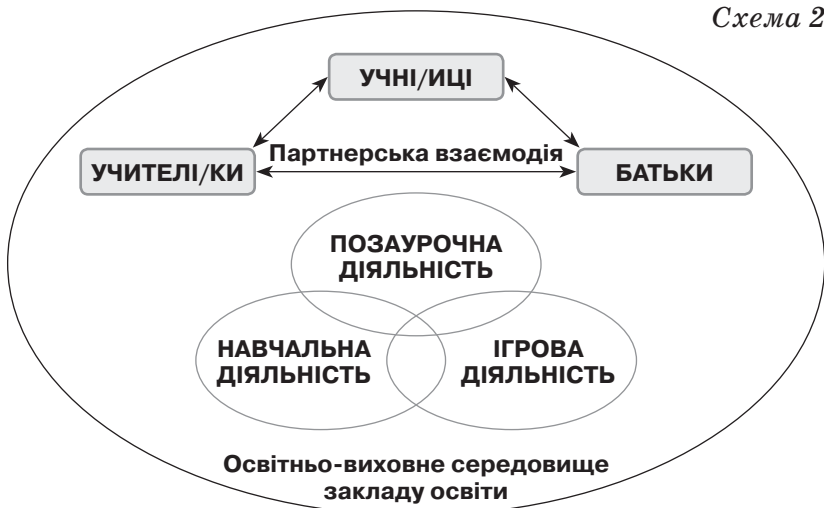 Схема 2
УЧНІ/ИЦІ
Партнерська взаємодія
УЧИТЕЛІ/КИ
БАТЬКИ
ПОЗАУРОЧНА
ДІЯЛЬНІСТЬ
НАВЧАЛЬНА
ДІЯЛЬНІСТЬ
ІГРОВА
ДІЯЛЬНІСТЬ
Освітньо-виховне середовище
закладу освіти